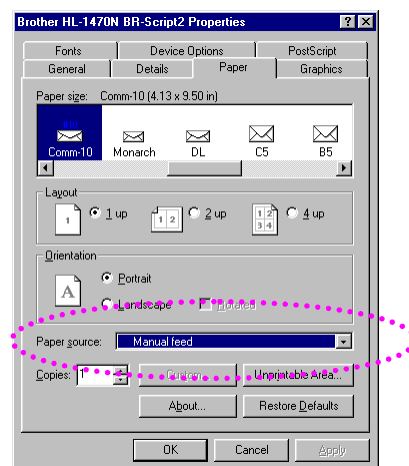 Brother HL-1470N BR-Script2 Properties
Fonts Device Options PostScript
General Details Paper Graphics
Paper size: Comm-10 (4.13 x 9.50 in)
Comm-10 Monarch DL C5 B5
Layout
1 1 up 1 2 2 up 1 2 4 up
3 4
Orientation
A Portrait
Landscape Rotated
Paper source: Manual feed
Copies: 1 Custom... Unprintable Area...
About... Restore Defaults
OK Cancel Apply